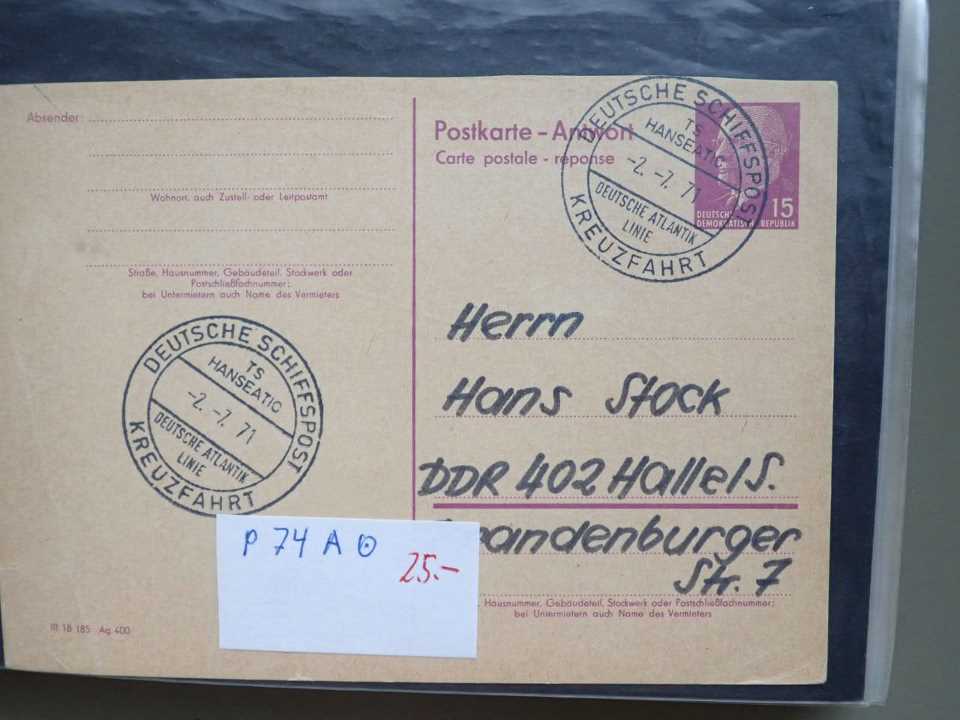 Absender:
Wohnort, auch Zustell- oder Leitpostamt
Straße, Hausnummer, Gebäudeteil, Stockwerk oder
Postschließfachnummer;
bei Untermietern auch Name des Vermieters
DEUTSCHE SCHIFFSPOST
TS
HANSEATIC
-2.-7.71
DEUTSCHE ATLANTIK
LINIE
KREUZFAHRT
III 18 185 Ag 400
Postkarte - Antwort
Carte postale - réponse
DEUTSCHE SCHIFFSPOST
TS
HANSEATIC
-2.-7.71
DEUTSCHE ATLANTIK
LINIE
KREUZFAHRT
15
DEUTSCHE
DEMOKRATISCHE REPUBLIK
Herrn
Hans Stock
DDR 402 Halle/S.
Brandenburger
Str. 7
Hausnummer, Gebäudeteil, Stockwerk oder Postschließfachnummer;
bei Untermietern auch Name des Vermieters
P 74 A ⊙
25.-